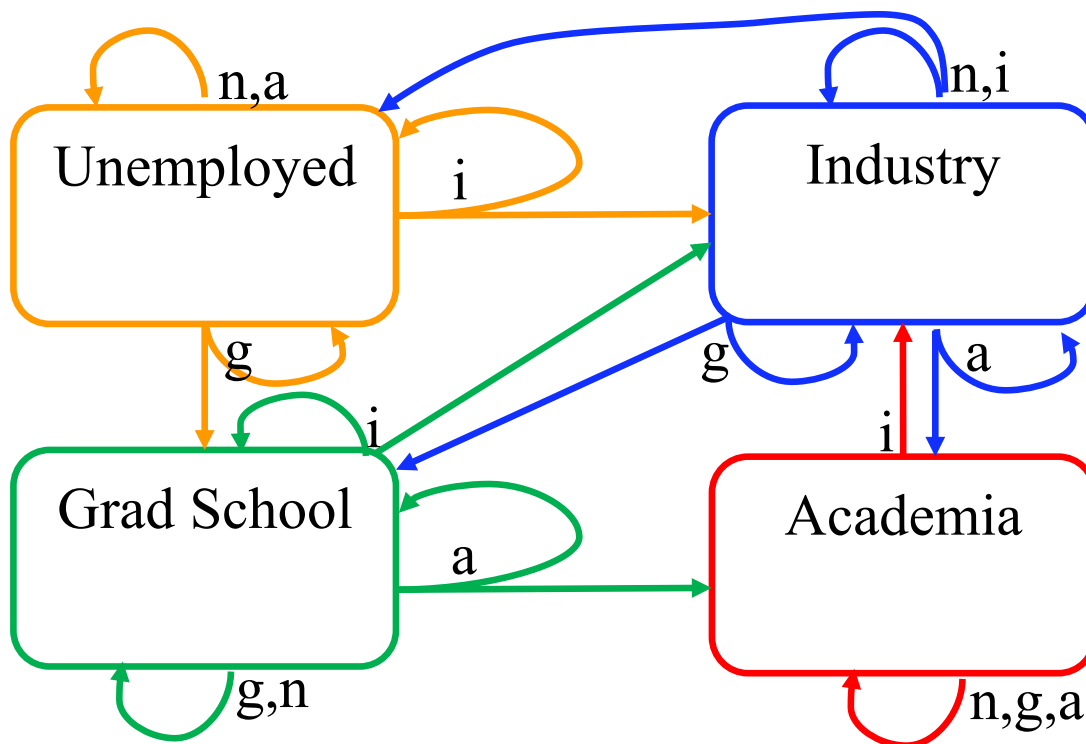 n,a
n,i
Unemployed
Industry
i
g
g
a
i
i
Grad School
Academia
a
g,n
n,g,a